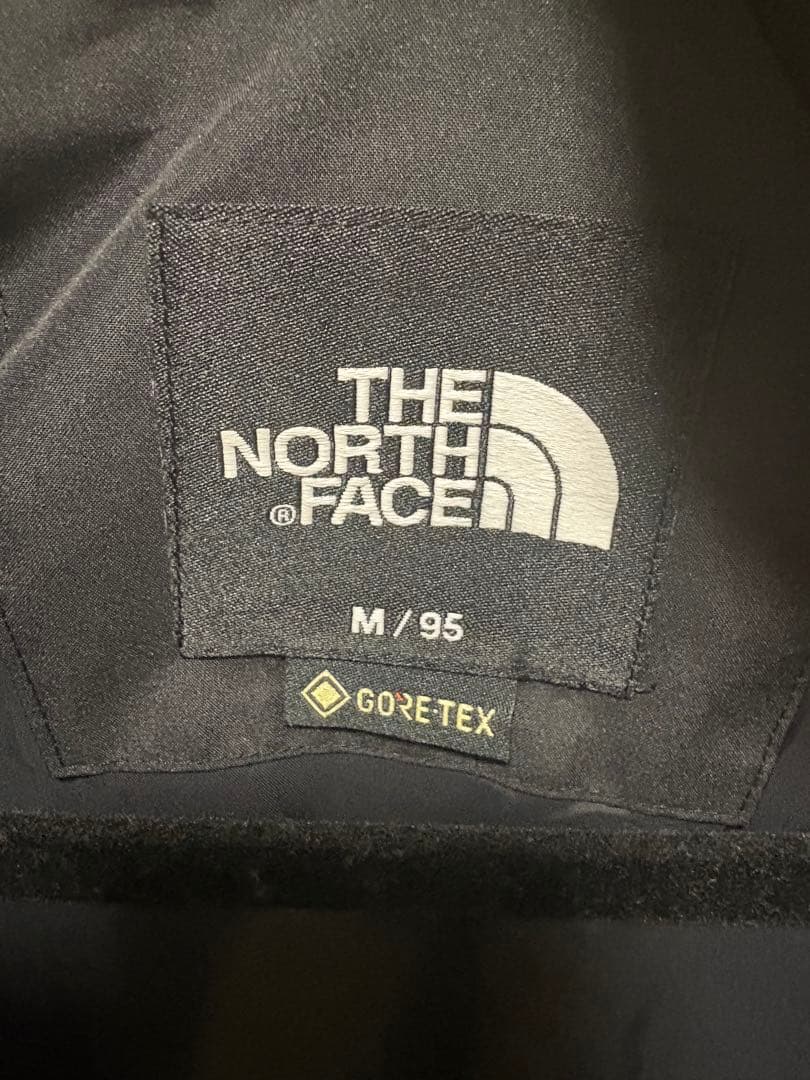 THE
NORTH
®FACE
M / 95
GORE-TEX